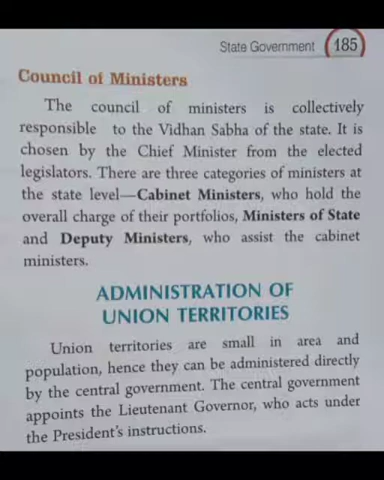 State Government 185
Council of Ministers
The council of ministers is collectively
responsible to the Vidhan Sabha of the state. It is
chosen by the Chief Minister from the elected
legislators. There are three categories of ministers at
the state level—Cabinet Ministers, who hold the
overall charge of their portfolios, Ministers of State
and Deputy Ministers, who assist the cabinet
ministers.
ADMINISTRATION OF
UNION TERRITORIES
Union territories are small in area and
population, hence they can be administered directly
by the central government. The central government
appoints the Lieutenant Governor, who acts under
the President's instructions.